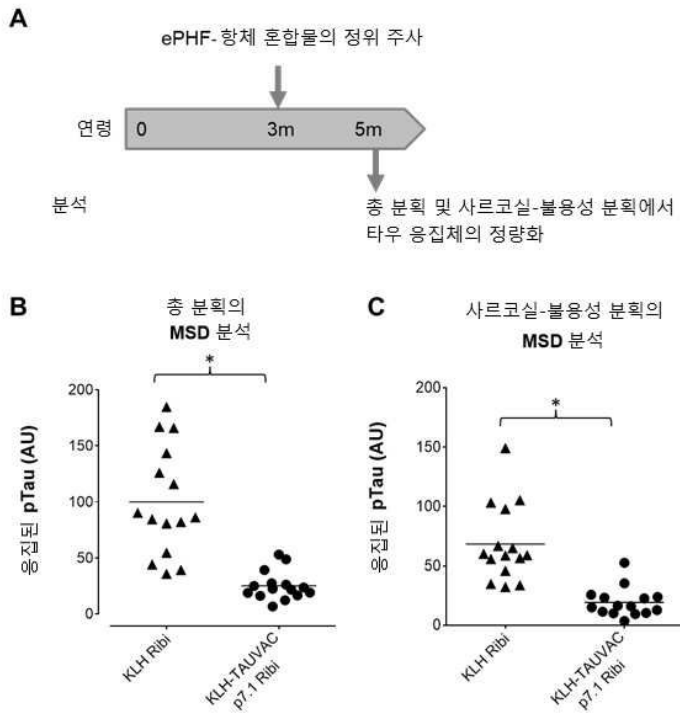 A
ePHF-항체 혼합물의 정위 주사
연령
0
3m
5m
분석
총 분획 및 사르코실-불용성 분획에서
타우 응집체의 정량화
B
총 분획의
MSD 분석
*
응집된 pTau (AU)
200
150
100
50
0
KLH Ribi
KLH-TAUVAC
p7.1 Ribi
C
사르코실-불용성 분획의
MSD 분석
*
응집된 pTau (AU)
200
150
100
50
0
KLH Ribi
KLH-TAUVAC
p7.1 Ribi